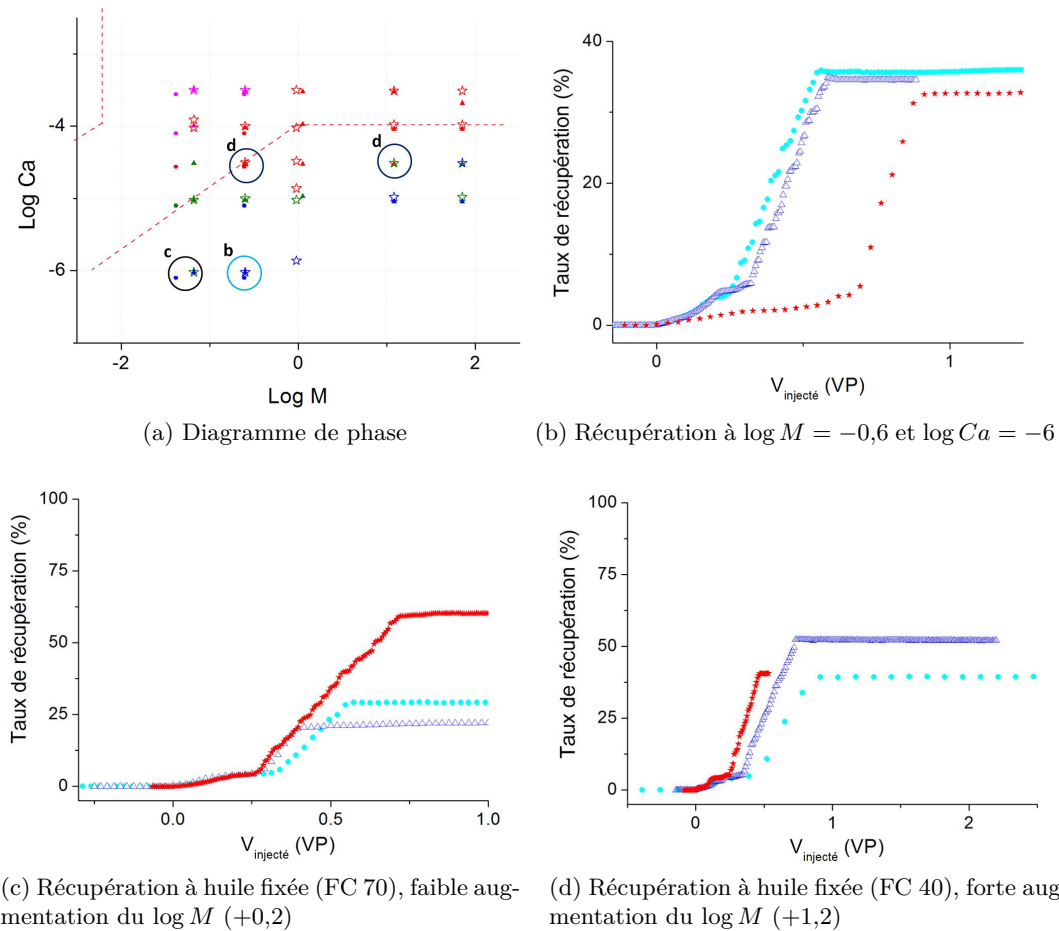 Log Ca
-4
-6
d
d
c
b
-2
0
2
Log M
(a) Diagramme de phase
Taux de récupération (%)
40
20
0
0
1
V_injecté (VP)
(b) Récupération à log M = −0,6 et log Ca = −6
Taux de récupération (%)
100
75
50
25
0
0.0
0.5
1.0
V_injecté (VP)
(c) Récupération à huile fixée (FC 70), faible aug-
mentation du log M (+0,2)
Taux de récupération (%)
100
75
50
25
0
0
1
2
V_injecté (VP)
(d) Récupération à huile fixée (FC 40), forte aug
mentation du log M (+1,2)